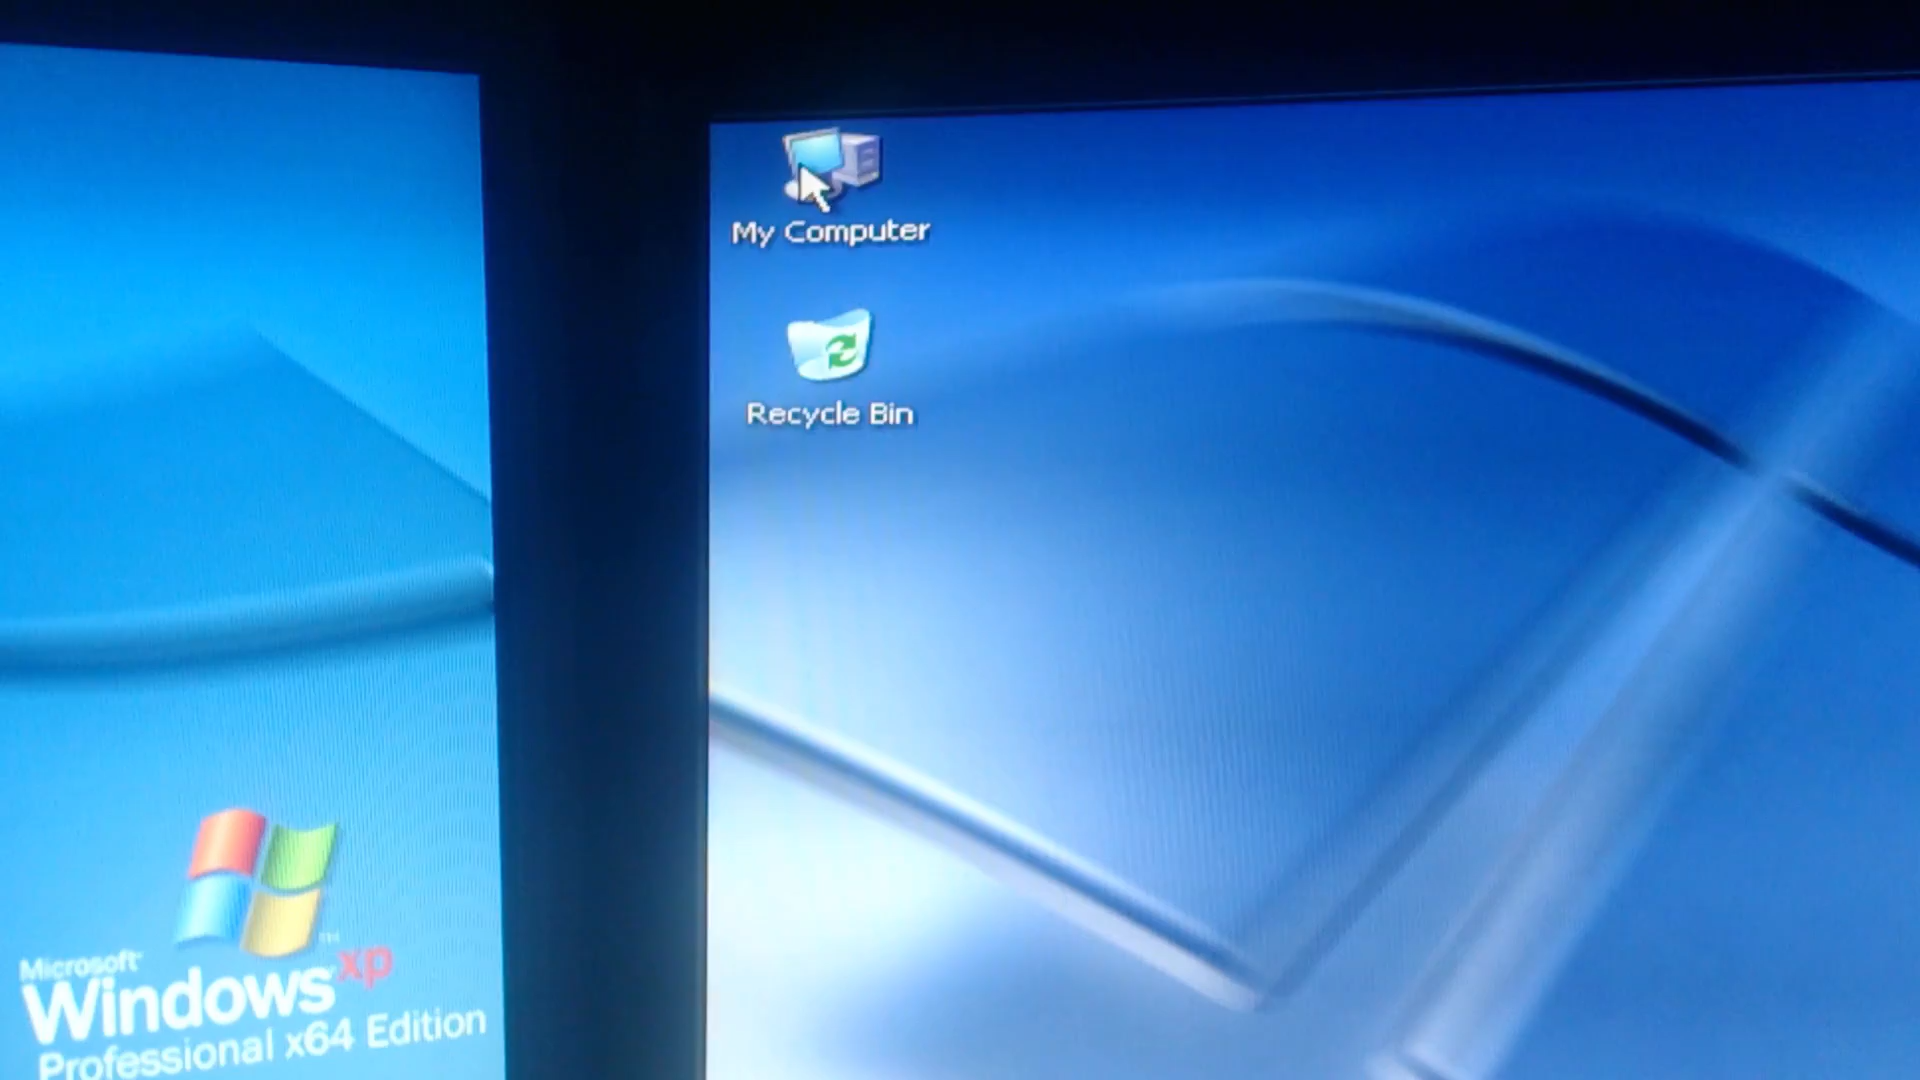 My Computer
Recycle Bin
Microsoft
Windows xp
Professional x64 Edition